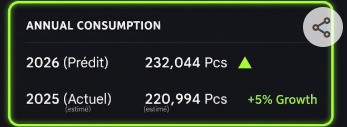 ANNUAL CONSUMPTION
2026 (Prédit) 232,044 Pcs ▲
2025 (Actuel) 220,994 Pcs +5% Growth
(estimé) (estimé)